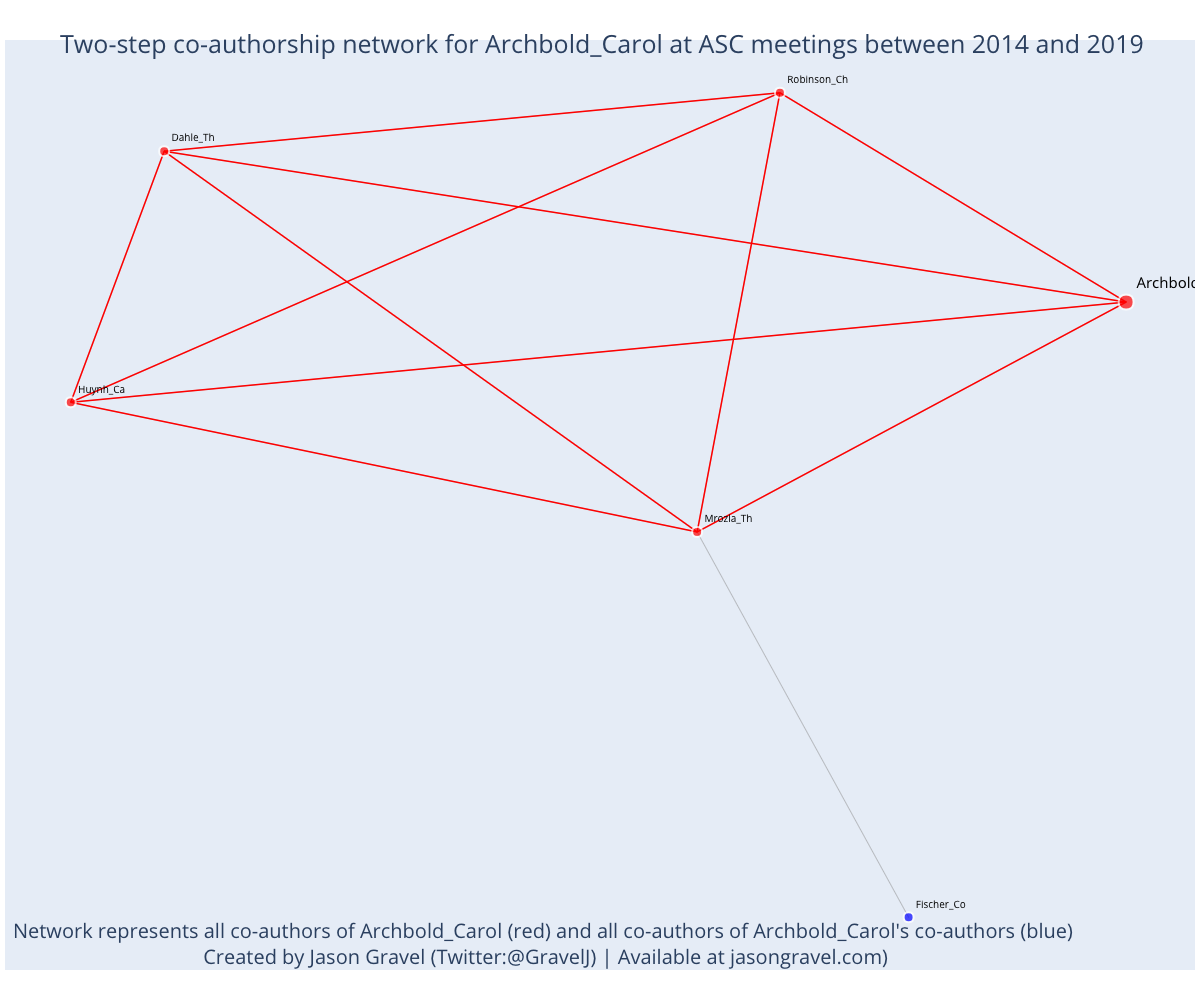 Two-step co-authorship network for Archbold_Carol at ASC meetings between 2014 and 2019
Robinson_Ch
Dahle_Th
Archbold
Huynh_Ca
Mrozla_Th
Fischer_Co
Network represents all co-authors of Archbold_Carol (red) and all co-authors of Archbold_Carol's co-authors (blue)
Created by Jason Gravel (Twitter:@GravelJ) | Available at jasongravel.com)